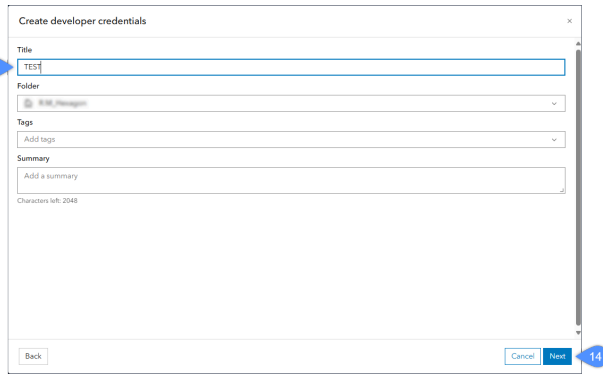 Create developer credentials
Title
TEST
Folder
Tags
Add tags
Summary
Add a summary
Characters left: 2048
Back
Cancel
Next
14